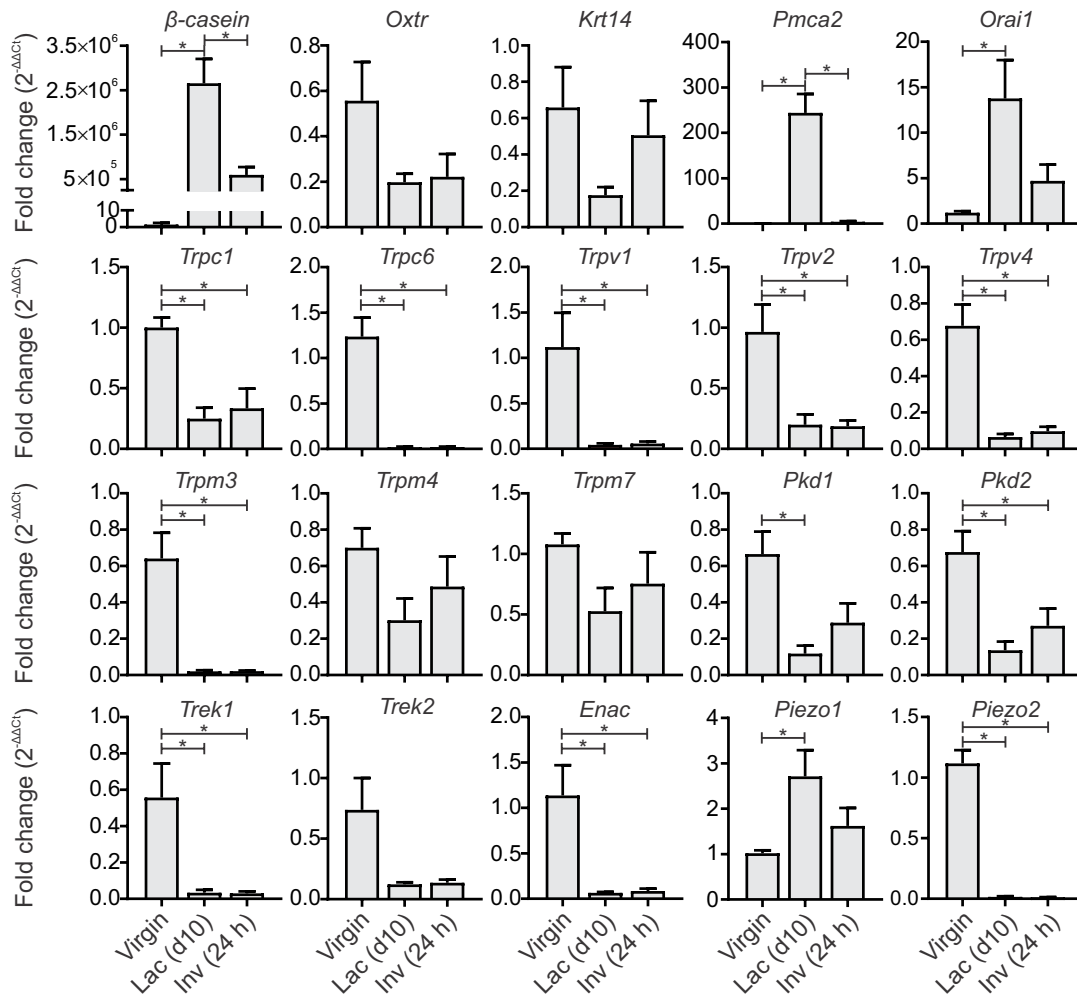 β-casein Oxtr Krt14 Pmca2 Orai1
Fold change (2^-ΔΔCt)
3.5×10^6 2.5×10^6 1.5×10^6 5×10^5 10 0
* *
0.8 0.6 0.4 0.2 0.0
1.0 0.8 0.6 0.4 0.2 0.0
400 300 200 100 0
* *
20 15 10 5 0
*
Trpc1 Trpc6 Trpv1 Trpv2 Trpv4
Fold change (2^-ΔΔCt)
1.5 1.0 0.5 0.0
* *
2.0 1.5 1.0 0.5 0.0
* *
2.0 1.5 1.0 0.5 0.0
* *
1.5 1.0 0.5 0.0
* *
1.0 0.8 0.6 0.4 0.2 0.0
* *
Trpm3 Trpm4 Trpm7 Pkd1 Pkd2
Fold change (2^-ΔΔCt)
1.0 0.8 0.6 0.4 0.2 0.0
* *
1.0 0.8 0.6 0.4 0.2 0.0
1.5 1.0 0.5 0.0
1.0 0.8 0.6 0.4 0.2 0.0
*
1.0 0.8 0.6 0.4 0.2 0.0
* *
Trek1 Trek2 Enac Piezo1 Piezo2
Fold change (2^-ΔΔCt)
1.0 0.8 0.6 0.4 0.2 0.0
* *
1.5 1.0 0.5 0.0
2.0 1.5 1.0 0.5 0.0
* *
4 3 2 1 0
*
1.5 1.0 0.5 0.0
* *
Virgin Lac (d10) Inv (24 h)
Virgin Lac (d10) Inv (24 h)
Virgin Lac (d10) Inv (24 h)
Virgin Lac (d10) Inv (24 h)
Virgin Lac (d10) Inv (24 h)